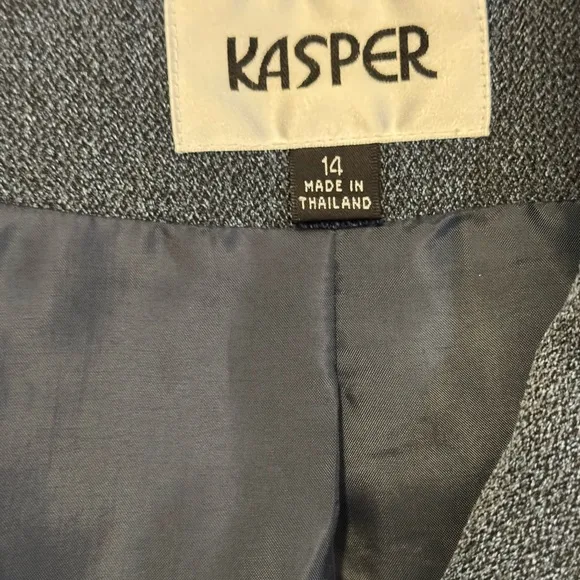 KASPER
14
MADE IN
THAILAND